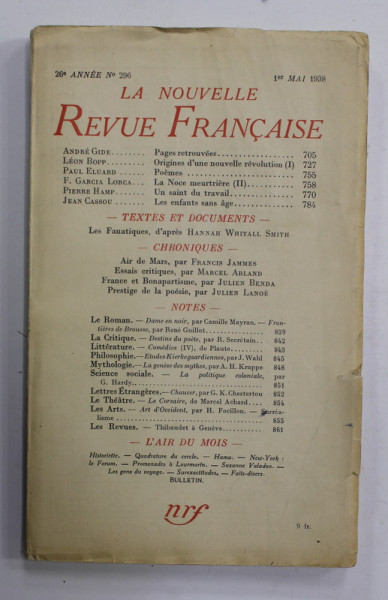 26e ANNÉE No 296 1er MAI 1938
LA NOUVELLE
REVUE FRANÇAISE
ANDRÉ GIDE........ Pages retrouvées.................... 705
LÉON BOPP......... Origines d'une nouvelle révolution (I) 727
PAUL ELUARD ...... Poèmes .................... 755
F. GARCIA LORCA... La Noce meurtrière (II).......... 758
PIERRE HAMP....... Un saint du travail............... 770
JEAN CASSOU ...... Les enfants sans âge............. 784
— TEXTES ET DOCUMENTS —
Les Fanatiques, d'après HANNAH WHITALL SMITH
— CHRONIQUES —
Air de Mars, par FRANCIS JAMMES
Essais critiques, par MARCEL ARLAND
France et Bonapartisme, par JULIEN BENDA
Prestige de la poésie, par JULIEN LANOË
— NOTES —
Le Roman. — Dame en noir, par Camille Mayran. — Fron-
tières de Brousse, par René Guillot............ 839
La Critique. — Destins du poète, par R. Secrétain... 842
Littérature. — Comédies (IV), de Plaute........ 843
Philosophie. — Etudes Kierkegaardiennes, par J. Wahl 845
Mythologie. — La genèse des mythes, par A. H. Krappe 848
Science sociale. — La politique coloniale, par
G. Hardy.................... 851
Lettres Étrangères. — Chaucer, par G. K. Chesterton 852
Le Théâtre. — Le Corsaire, de Marcel Achard..... 854
Les Arts. — Art d'Occident, par H. Focillon. — Surréa-
lisme .................... 855
Les Revues. — Thibaudet à Genève............ 861
— L'AIR DU MOIS —
Historiette. — Quadrature du cercle. — Hama. — New-York :
le Forum. — Promenades à Lourmarin. — Suzanne Valadon. —
Les gens du voyage. — Faits-divers.
BULLETIN.
nrf
9 fr.